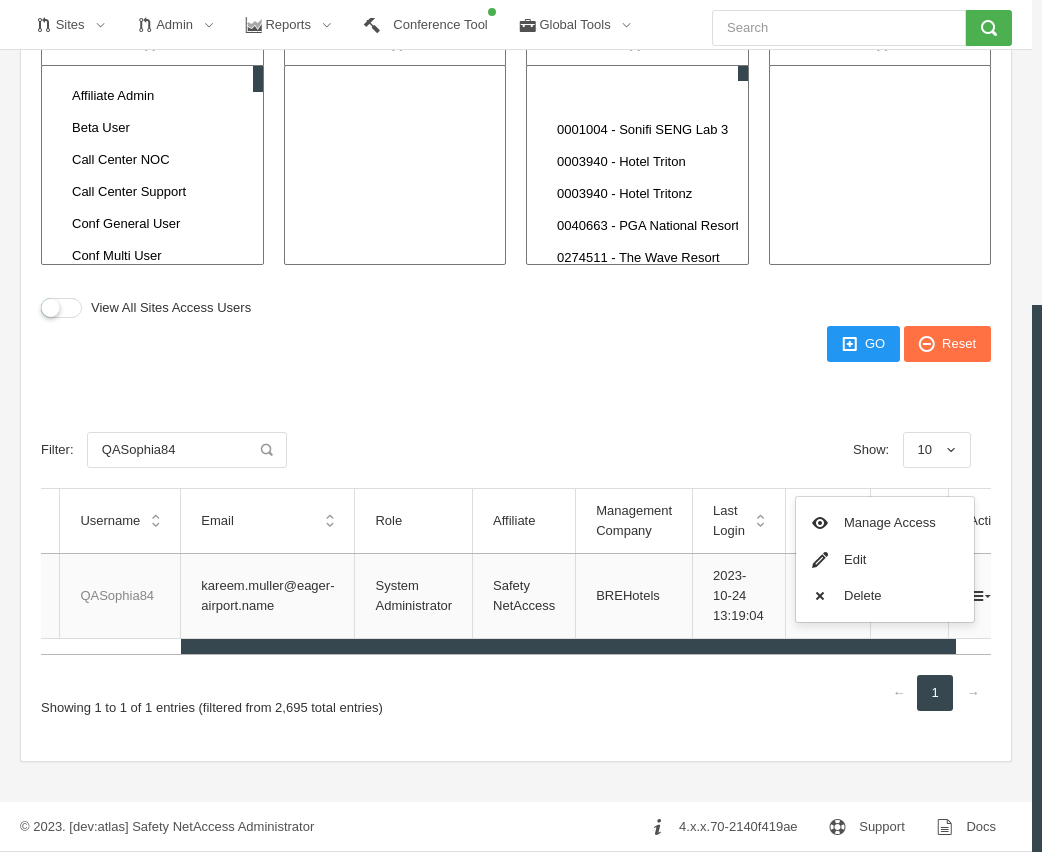 Sites
Admin
Reports
Conference Tool
Global Tools
Search
Affiliate Admin
Beta User
Call Center NOC
Call Center Support
Conf General User
Conf Multi User
0001004 - Sonifi SENG Lab 3
0003940 - Hotel Triton
0003940 - Hotel Tritonz
0040663 - PGA National Resort
0274511 - The Wave Resort
View All Sites Access Users
GO
Reset
Filter:
QASophia84
Show:
10
Username
Email
Role
Affiliate
Management
Company
Last
Login
Acti
Manage Access
Edit
Delete
QASophia84
kareem.muller@eager-
airport.name
System
Administrator
Safety
NetAccess
BREHotels
2023-
10-24
13:19:04
←
1
→
Showing 1 to 1 of 1 entries (filtered from 2,695 total entries)
© 2023. [dev:atlas] Safety NetAccess Administrator
4.x.x.70-2140f419ae
Support
Docs